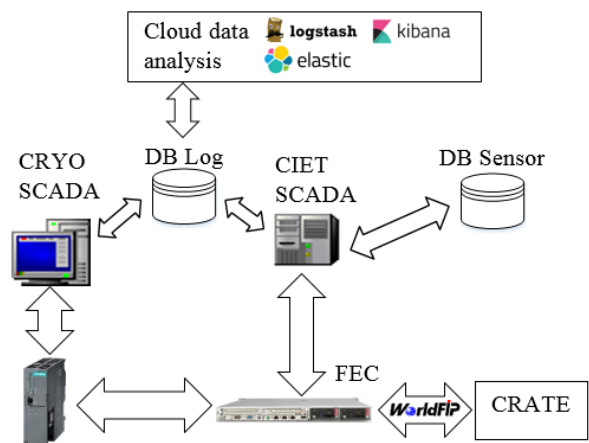 Cloud data
analysis
logstash
kibana
elastic
CRYO
SCADA
DB Log
CIET
SCADA
DB Sensor
FEC
WorldFIP
CRATE